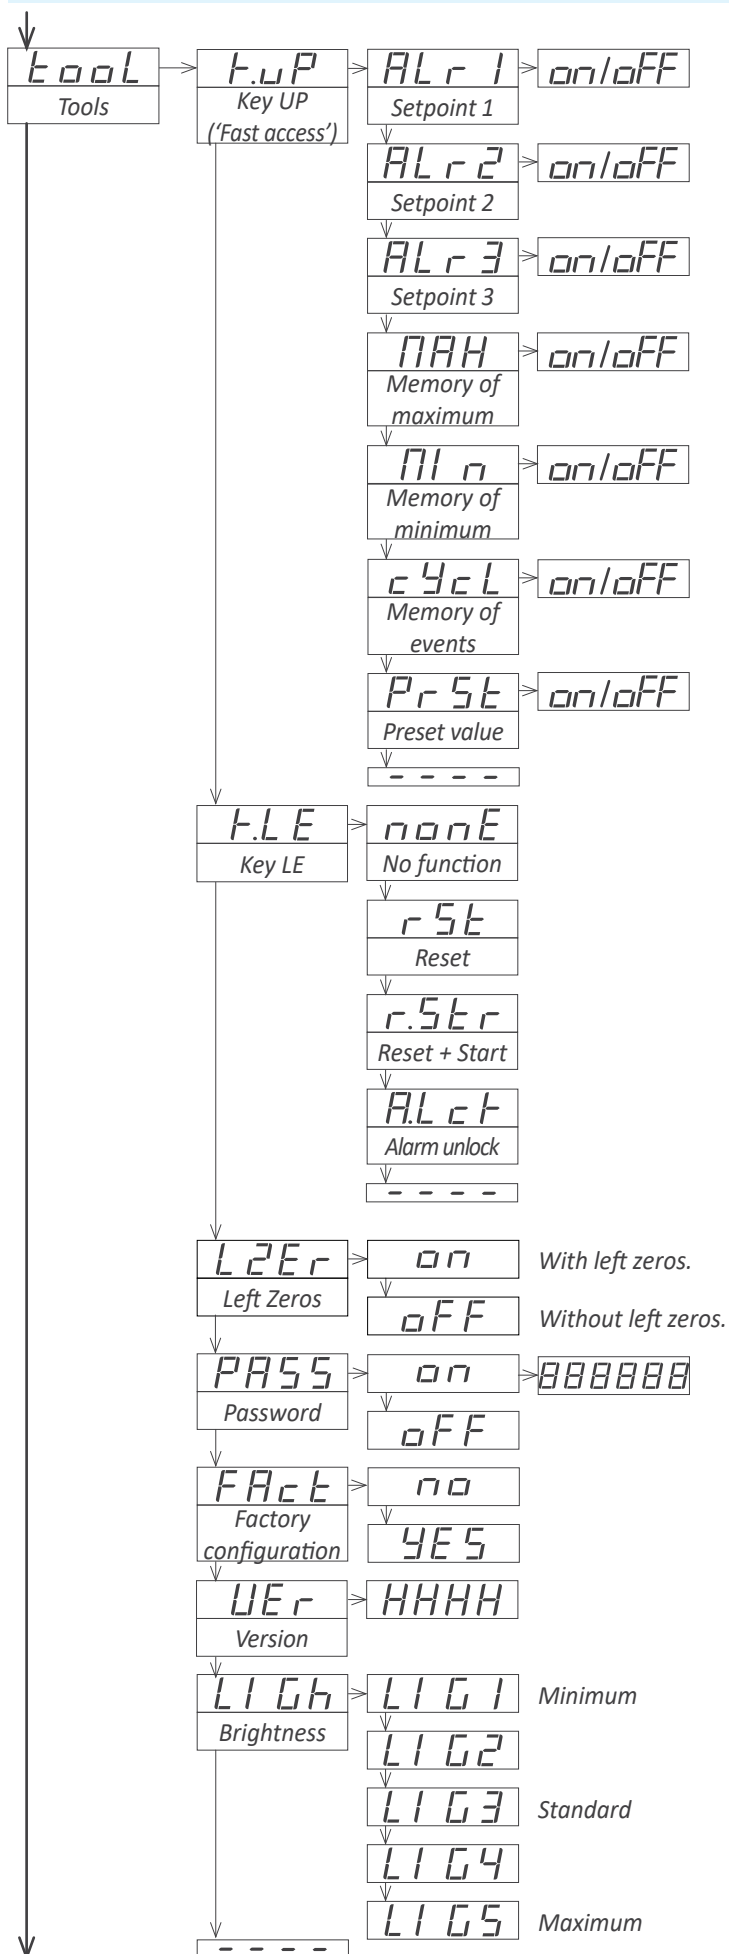 tooL
Tools
K.uP
Key UP
('Fast access')
ALr1
Setpoint 1
on/oFF
ALr2
Setpoint 2
on/oFF
ALr3
Setpoint 3
on/oFF
MAH
Memory of
maximum
on/oFF
MIn
Memory of
minimum
on/oFF
cYcL
Memory of
events
on/oFF
PrSt
Preset value
on/oFF
----
K.LE
Key LE
nonE
No function
rSt
Reset
r.Str
Reset + Start
A.LcK
Alarm unlock
----
LZEr
Left Zeros
on
With left zeros.
oFF
Without left zeros.
PASS
Password
on
888888
oFF
FAct
Factory
configuration
no
YES
VEr
Version
HHHH
LIGh
Brightness
LIG1
Minimum
LIG2
LIG3
Standard
LIG4
LIG5
Maximum
----